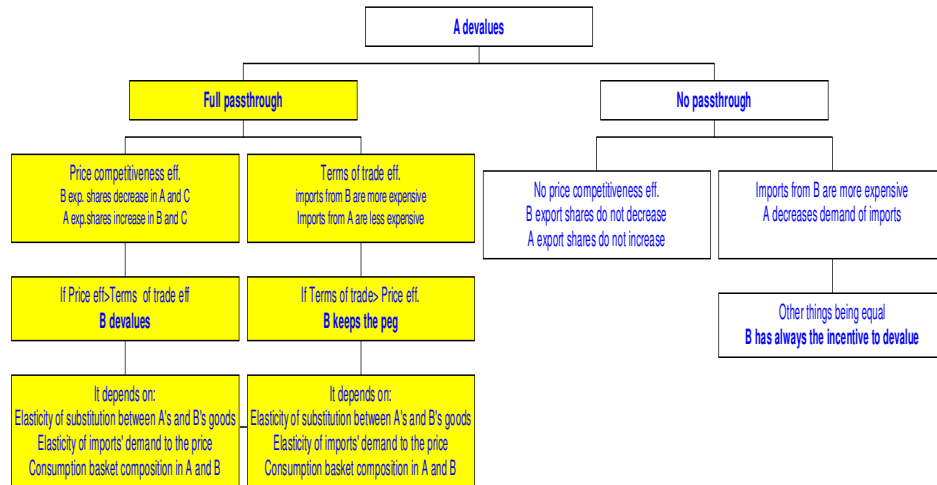 A devalues
Full passthrough
No passthrough
Price competitiveness eff.
B exp. shares decrease in A and C
A exp.shares increase in B and C
Terms of trade eff.
imports from B are more expensive
Imports from A are less expensive
No price competitiveness eff.
B export shares do not decrease
A export shares do not increase
Imports from B are more expensive
A decreases demand of imports
If Price eff>Terms of trade eff
B devalues
If Terms of trade> Price eff.
B keeps the peg
Other things being equal
B has always the incentive to devalue
It depends on:
Elasticity of substitution between A's and B's goods
Elasticity of imports' demand to the price
Consumption basket composition in A and B
It depends on:
Elasticity of substitution between A's and B's goods
Elasticity of imports' demand to the price
Consumption basket composition in A and B